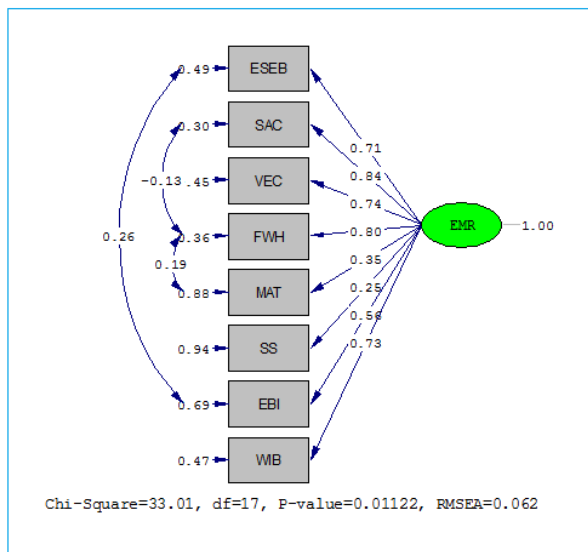 0.49 ESEB
0.71
0.30 SAC
0.84
-0.13 .45 VEC
0.74
0.26 0.36 FWH 0.80 EMR 1.00
0.19 0.35
0.88 MAT
0.25
0.56
0.94 SS 0.73
0.69 EBI
0.47 WIB
Chi-Square=33.01, df=17, P-value=0.01122, RMSEA=0.062